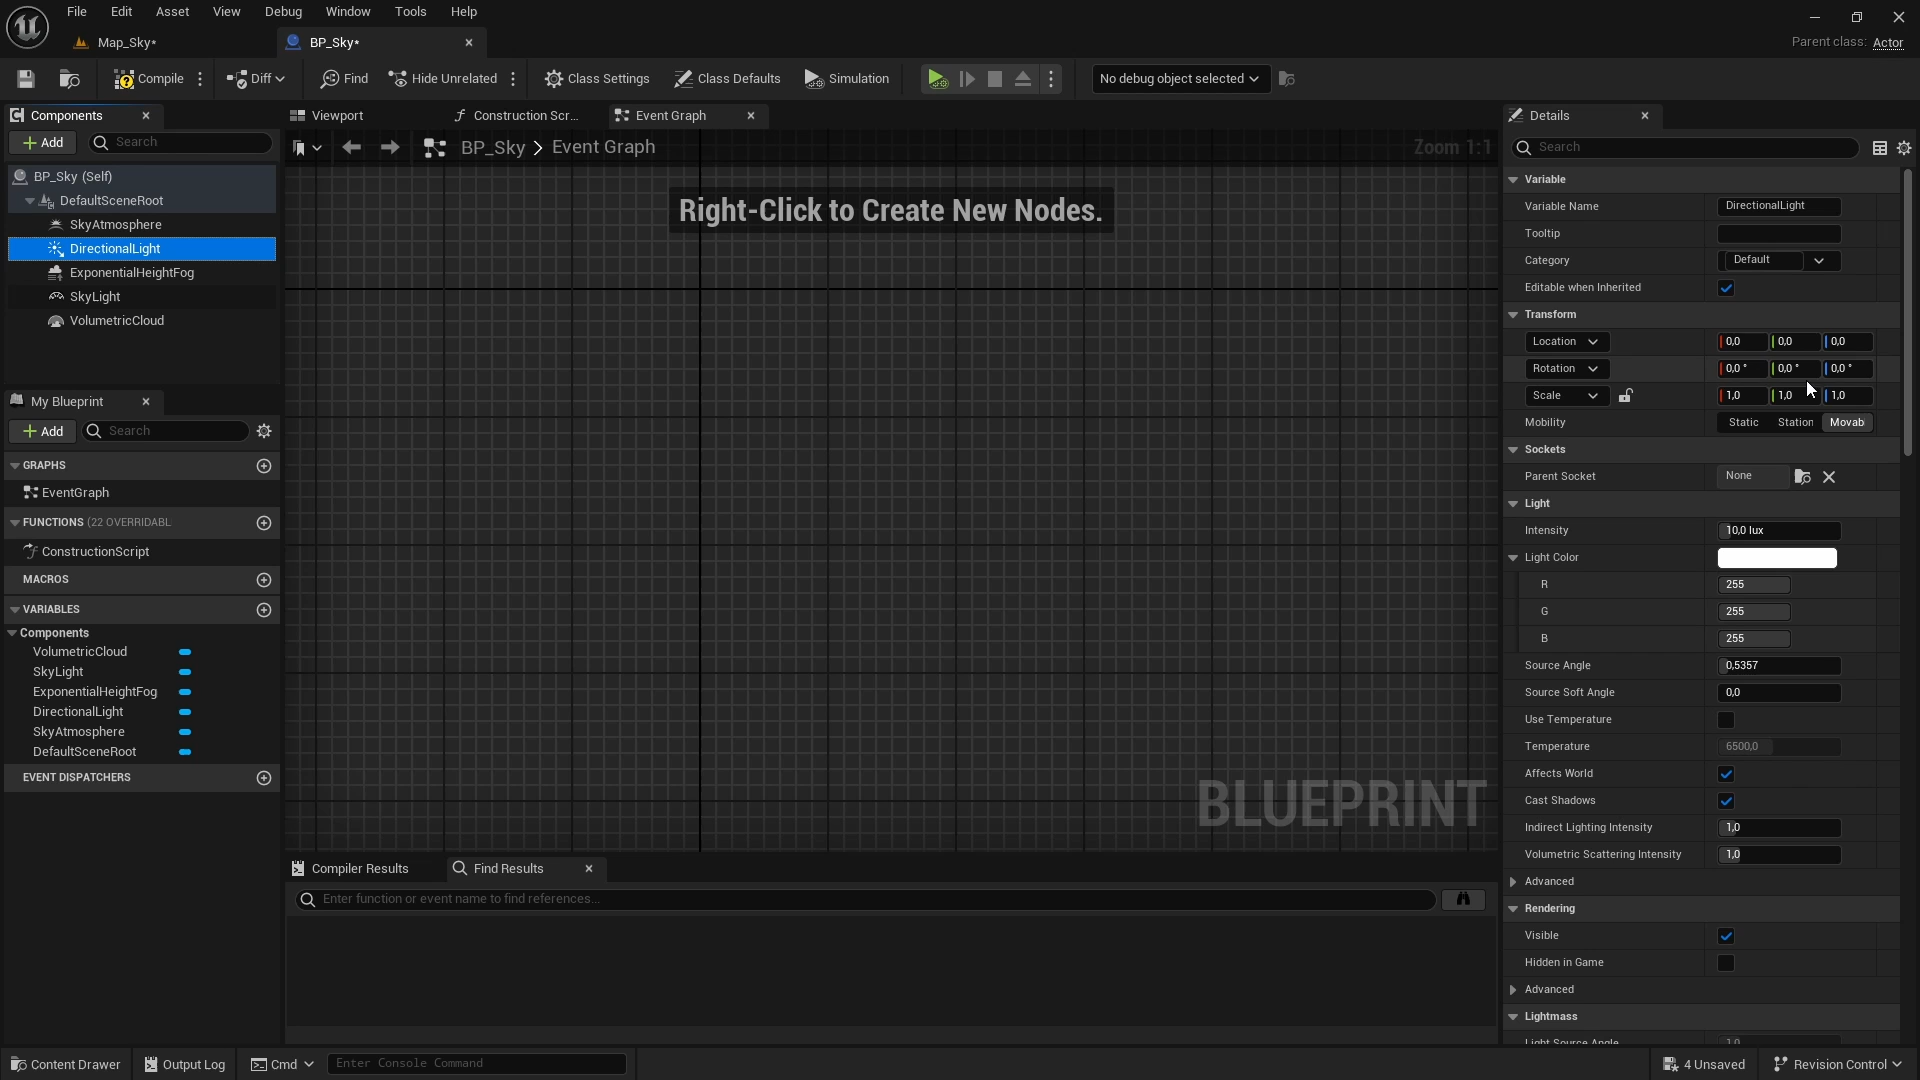 File Edit Asset View Debug Window Tools Help
Map_Sky*
BP_Sky*
Parent class: Actor
Compile
Diff
Find
Hide Unrelated
Class Settings
Class Defaults
Simulation
No debug object selected
Components
Add
Search
BP_Sky (Self)
DefaultSceneRoot
SkyAtmosphere
DirectionalLight
ExponentialHeightFog
SkyLight
VolumetricCloud
My Blueprint
Add
Search
GRAPHS
EventGraph
FUNCTIONS (22 OVERRIDABL
ConstructionScript
MACROS
VARIABLES
Components
VolumetricCloud
SkyLight
ExponentialHeightFog
DirectionalLight
SkyAtmosphere
DefaultSceneRoot
EVENT DISPATCHERS
Viewport
Construction Scr...
Event Graph
BP_Sky > Event Graph
Zoom 1:1
Right-Click to Create New Nodes.
BLUEPRINT
Compiler Results
Find Results
Enter function or event name to find references...
Details
Search
Variable
Variable Name DirectionalLight
Tooltip
Category Default
Editable when Inherited
Transform
Location 0,0 0,0 0,0
Rotation 0,0 ° 0,0 ° 0,0 °
Scale 1,0 1,0 1,0
Mobility Static Station Movab
Sockets
Parent Socket None
Light
Intensity 10,0 lux
Light Color
R 255
G 255
B 255
Source Angle 0,5357
Source Soft Angle 0,0
Use Temperature
Temperature 6500,0
Affects World
Cast Shadows
Indirect Lighting Intensity 1,0
Volumetric Scattering Intensity 1,0
Advanced
Rendering
Visible
Hidden in Game
Advanced
Lightmass
Light Source Angle 1,0
Content Drawer
Output Log
Cmd
Enter Console Command
4 Unsaved
Revision Control